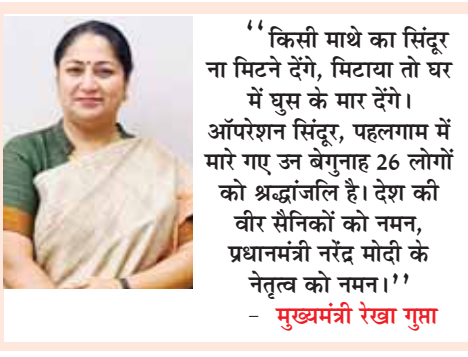 ‘‘किसी माथे का सिंदूर
ना मिटने देंगे, मिटाया तो घर
में घुस के मार देंगे।
ऑपरेशन सिंदूर, पहलगाम में
मारे गए उन बेगुनाह 26 लोगों
को श्रद्धांजलि है। देश की
वीर सैनिकों को नमन,
प्रधानमंत्री नरेंद्र मोदी के
नेतृत्व को नमन।’’
- मुख्यमंत्री रेखा गुप्ता